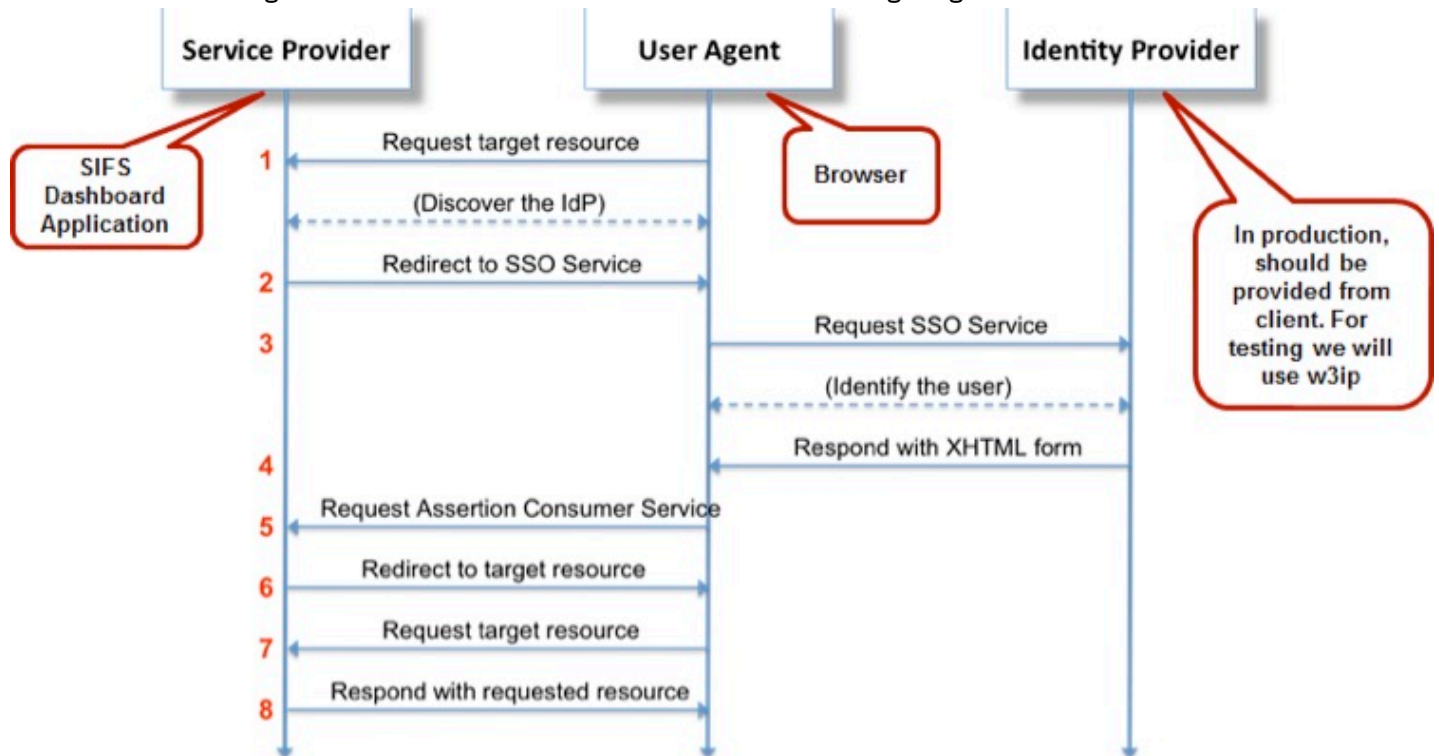 Service Provider
User Agent
Identity Provider
SIFS
Dashboard
Application
Browser
In production,
should be
provided from
client. For
testing we will
use w3ip
1
Request target resource
(Discover the IdP)
2
Redirect to SSO Service
3
Request SSO Service
(Identify the user)
4
Respond with XHTML form
5
Request Assertion Consumer Service
6
Redirect to target resource
7
Request target resource
8
Respond with requested resource